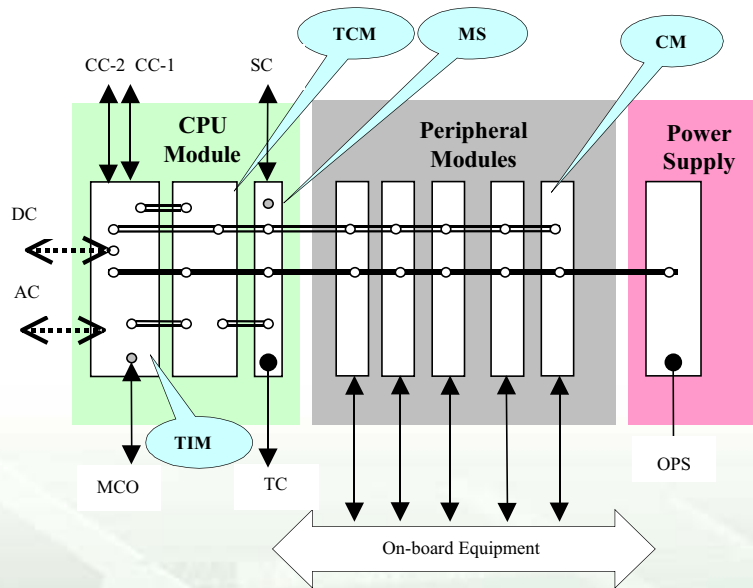 TCM
MS
CM
CC-2 CC-1
SC
CPU
Module
Peripheral
Modules
Power
Supply
DC
AC
TIM
MCO
TC
OPS
On-board Equipment